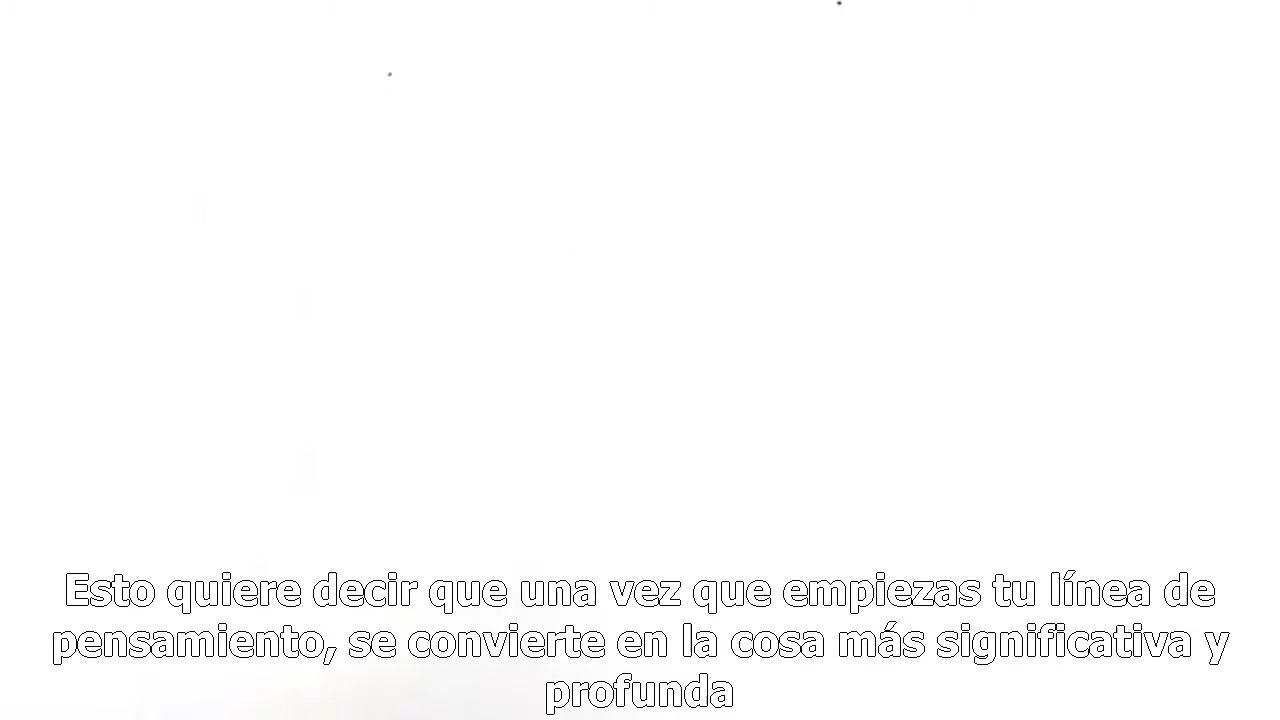 Esto quiere decir que una vez que empiezas tu línea de
pensamiento, se convierte en la cosa más significativa y
profunda